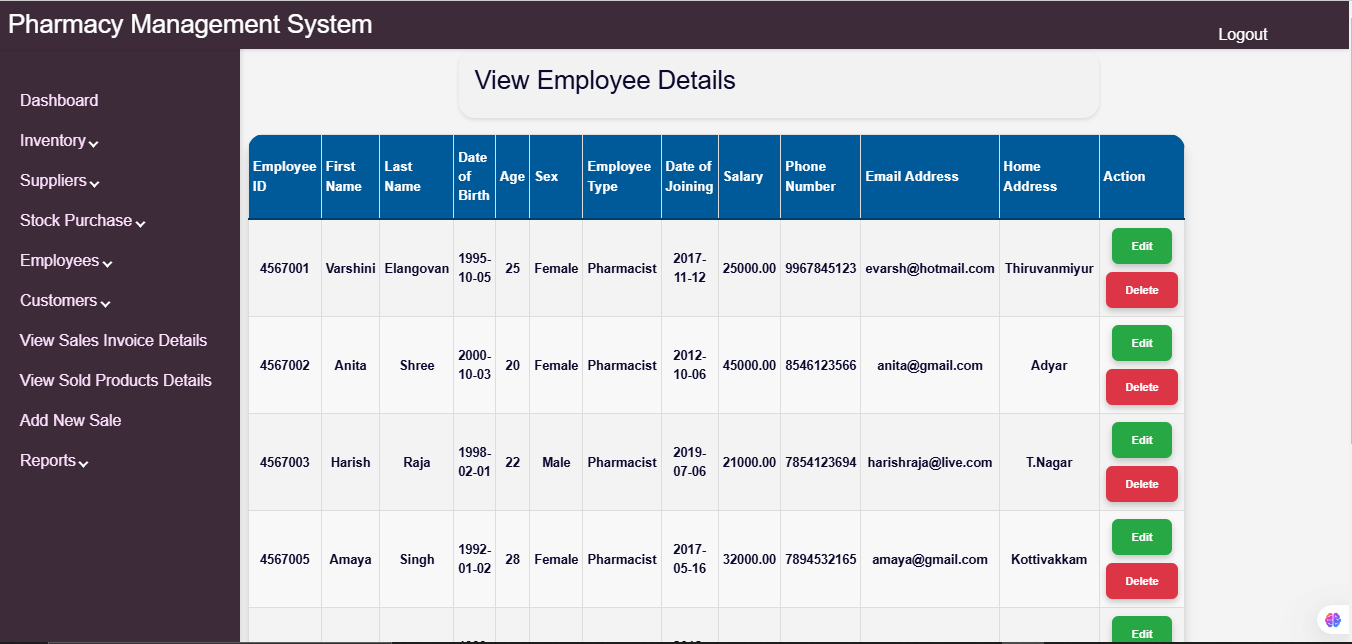 Pharmacy Management System
Logout
Dashboard
Inventory
Suppliers
Stock Purchase
Employees
Customers
View Sales Invoice Details
View Sold Products Details
Add New Sale
Reports
View Employee Details
Employee ID First Name Last Name Date of Birth Age Sex Employee Type Date of Joining Salary Phone Number Email Address Home Address Action
4567001 Varshini Elangovan 1995-10-05 25 Female Pharmacist 2017-11-12 25000.00 9967845123 evarsh@hotmail.com Thiruvanmiyur Edit Delete
4567002 Anita Shree 2000-10-03 20 Female Pharmacist 2012-10-06 45000.00 8546123566 anita@gmail.com Adyar Edit Delete
4567003 Harish Raja 1998-02-01 22 Male Pharmacist 2019-07-06 21000.00 7854123694 harishraja@live.com T.Nagar Edit Delete
4567005 Amaya Singh 1992-01-02 28 Female Pharmacist 2017-05-16 32000.00 7894532165 amaya@gmail.com Kottivakkam Edit Delete
Edit